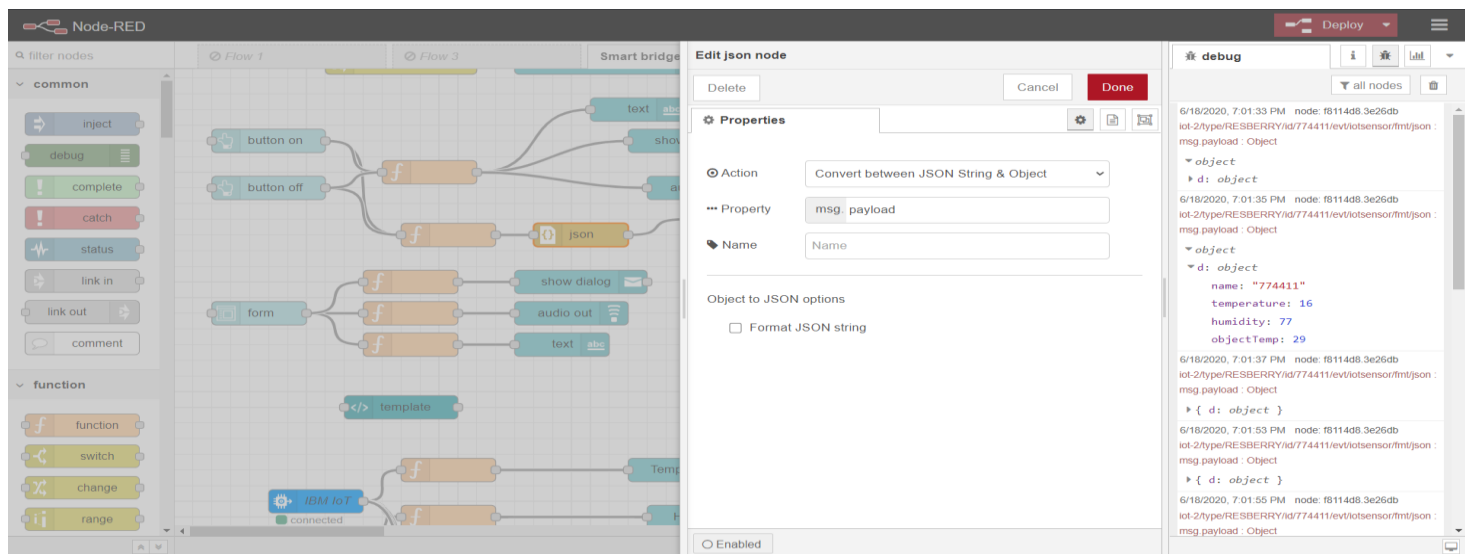 Node-RED
Deploy
filter nodes
Flow 1
Flow 3
Smart bridge
common
inject
debug
complete
catch
status
link in
link out
comment
function
function
switch
change
range
button on
button off
json
form
show dialog
audio out
text abc
text abc
show
au
template
IBM IoT
connected
Temp
H
Edit json node
Delete
Cancel
Done
Properties
Action
Convert between JSON String & Object
Property
msg. payload
Name
Name
Object to JSON options
Format JSON string
Enabled
debug
all nodes
6/18/2020, 7:01:33 PM node: f8114d8.3e26db
iot-2/type/RESBERRY/id/774411/evt/iotsensor/fmt/json :
msg.payload : Object
object
d: object
6/18/2020, 7:01:35 PM node: f8114d8.3e26db
iot-2/type/RESBERRY/id/774411/evt/iotsensor/fmt/json :
msg.payload : Object
object
d: object
name: "774411"
temperature: 16
humidity: 77
objectTemp: 29
6/18/2020, 7:01:37 PM node: f8114d8.3e26db
iot-2/type/RESBERRY/id/774411/evt/iotsensor/fmt/json :
msg.payload : Object
{ d: object }
6/18/2020, 7:01:53 PM node: f8114d8.3e26db
iot-2/type/RESBERRY/id/774411/evt/iotsensor/fmt/json :
msg.payload : Object
{ d: object }
6/18/2020, 7:01:55 PM node: f8114d8.3e26db
iot-2/type/RESBERRY/id/774411/evt/iotsensor/fmt/json :
msg.payload : Object